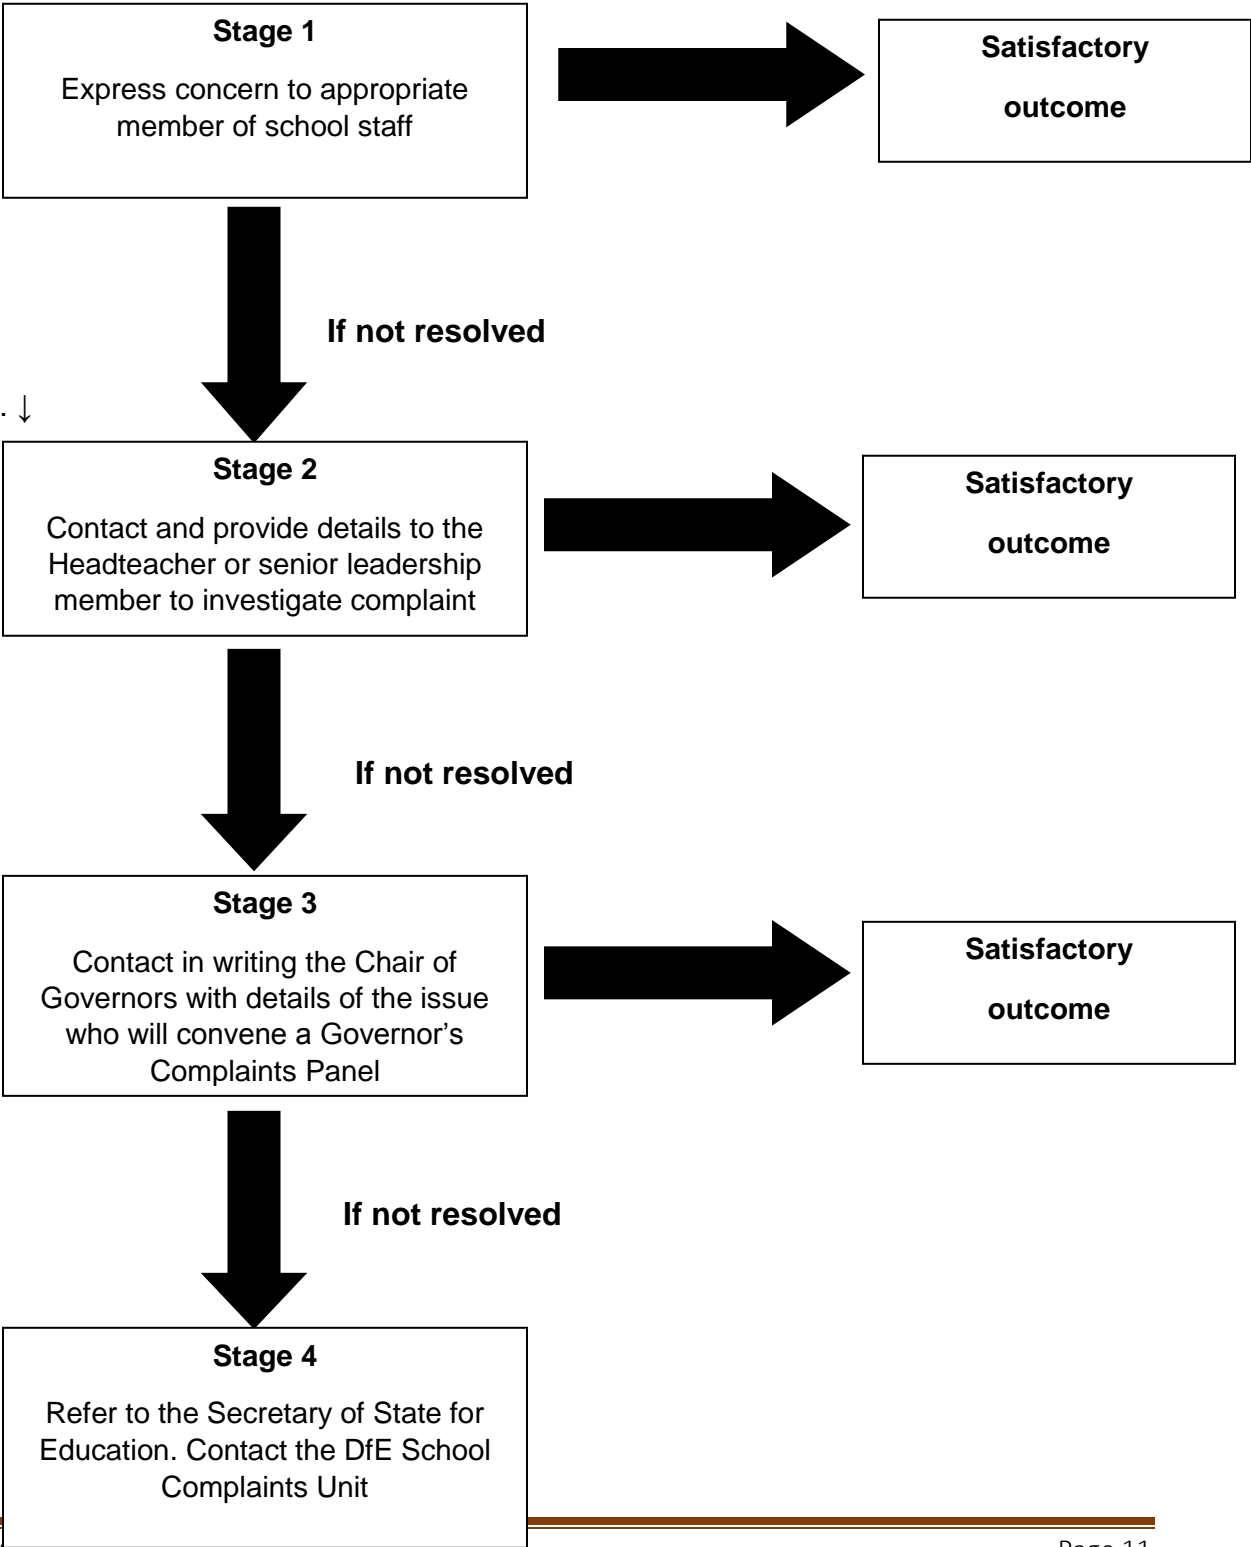 Stage 1
Express concern to appropriate
member of school staff
Satisfactory
outcome
If not resolved
. ↓
Stage 2
Contact and provide details to the
Headteacher or senior leadership
member to investigate complaint
Satisfactory
outcome
If not resolved
Stage 3
Contact in writing the Chair of
Governors with details of the issue
who will convene a Governor’s
Complaints Panel
Satisfactory
outcome
If not resolved
Stage 4
Refer to the Secretary of State for
Education. Contact the DfE School
Complaints Unit
Page 11